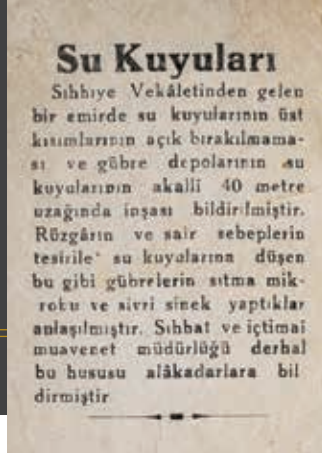 Su Kuyuları
Sıhhıye Vekâletinden gelen
bir emirde su kuyularının üst
kısımlarının açık bırakılmama-
sı ve gübre depolarının su
kuyularının akalli 40 metre
uzağında inşası bildirilmiştir.
Rüzgârın ve sair sebeplerin
tesirile su kuyularına düşen
bu gibi gübrelerin sıtma mik-
robu ve sivri sinek yaptıklar
anlaşılmıştır. Sıhhat ve içtimai
muavenet müdürlüğü derhal
bu hususu alâkadarlara bil
dirmiştir